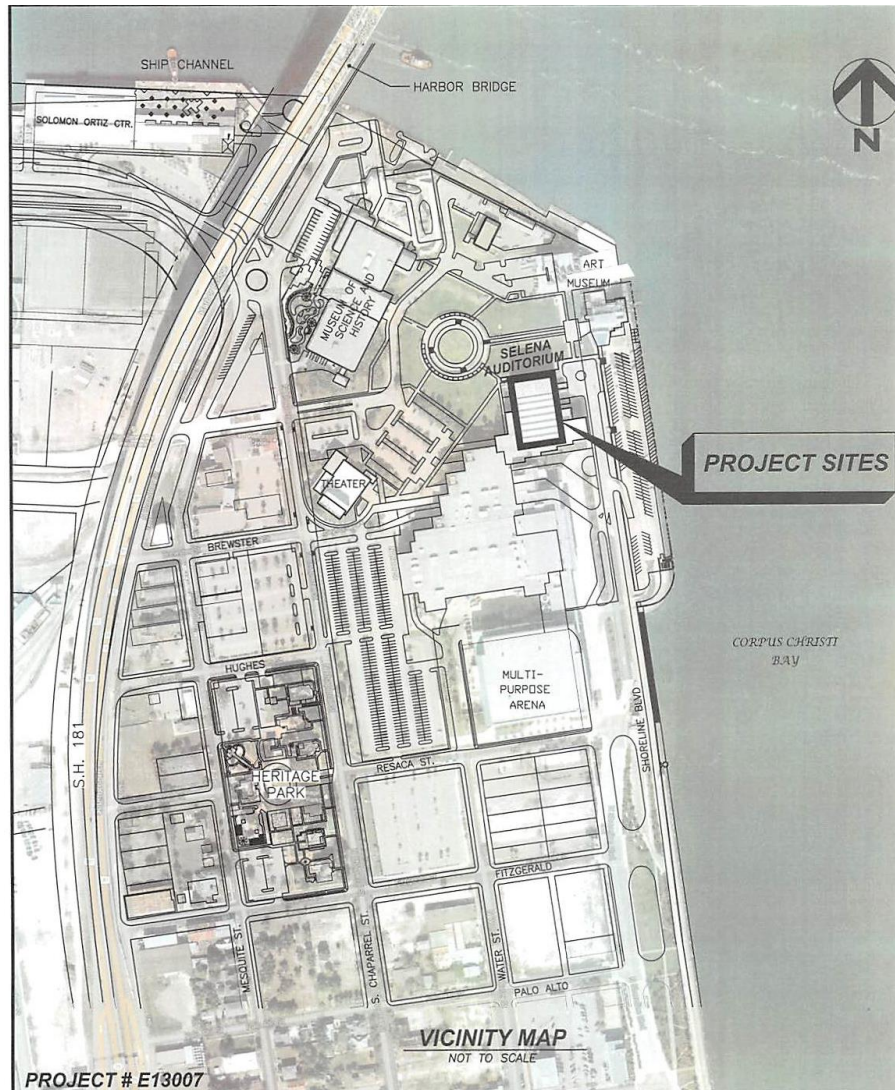 SHIP CHANNEL
HARBOR BRIDGE
SOLOMON ORTIZ CTR.
N
ART
MUSEUM
MUSEUM OF
SCIENCE AND
HISTORY
SELENA
AUDITORIUM
PROJECT SITES
THEATER
BREWSTER
CORPUS CHRISTI
BAY
HUGHES
MULTI-
PURPOSE
ARENA
SHORELINE BLVD
S.H. 181
RESACA ST.
HERITAGE
PARK
FITZGERALD
MESQUITE ST.
S. CHAPARREL ST.
WATER ST.
PALO ALTO
VICINITY MAP
NOT TO SCALE
PROJECT # E13007